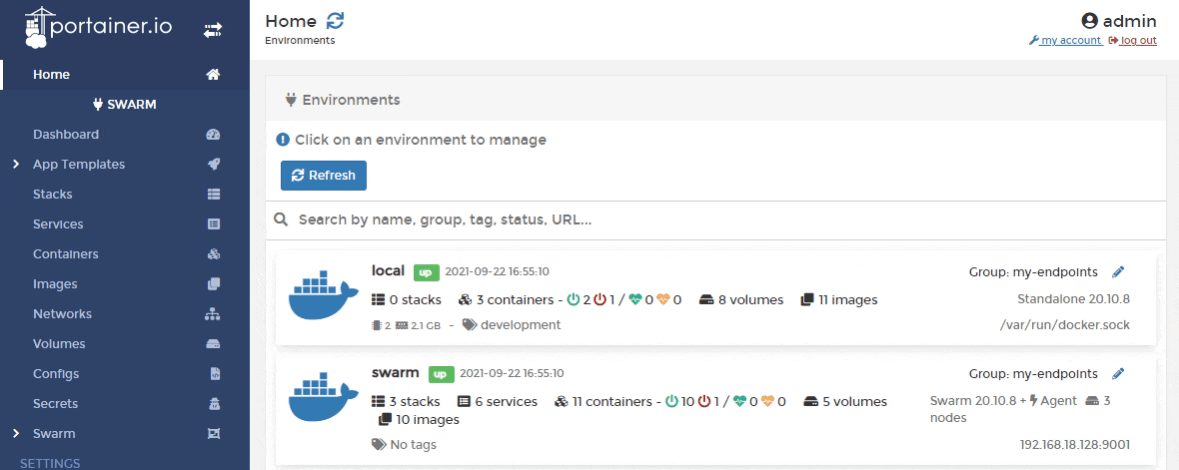 portainer.io
Home
SWARM
Dashboard
App Templates
Stacks
Services
Containers
Images
Networks
Volumes
Configs
Secrets
Swarm
SETTINGS
Home
Environments
admin
my account log out
Environments
Click on an environment to manage
Refresh
Search by name, group, tag, status, URL...
local up 2021-09-22 16:55:10 Group: my-endpoints
0 stacks 3 containers - 2 1 / 0 0 8 volumes 11 images Standalone 20.10.8
2 2.1 GB - development /var/run/docker.sock
swarm up 2021-09-22 16:55:10 Group: my-endpoints
3 stacks 6 services 11 containers - 10 1 / 0 0 5 volumes
10 images
Swarm 20.10.8 + Agent 3
nodes
No tags 192.168.18.128:9001